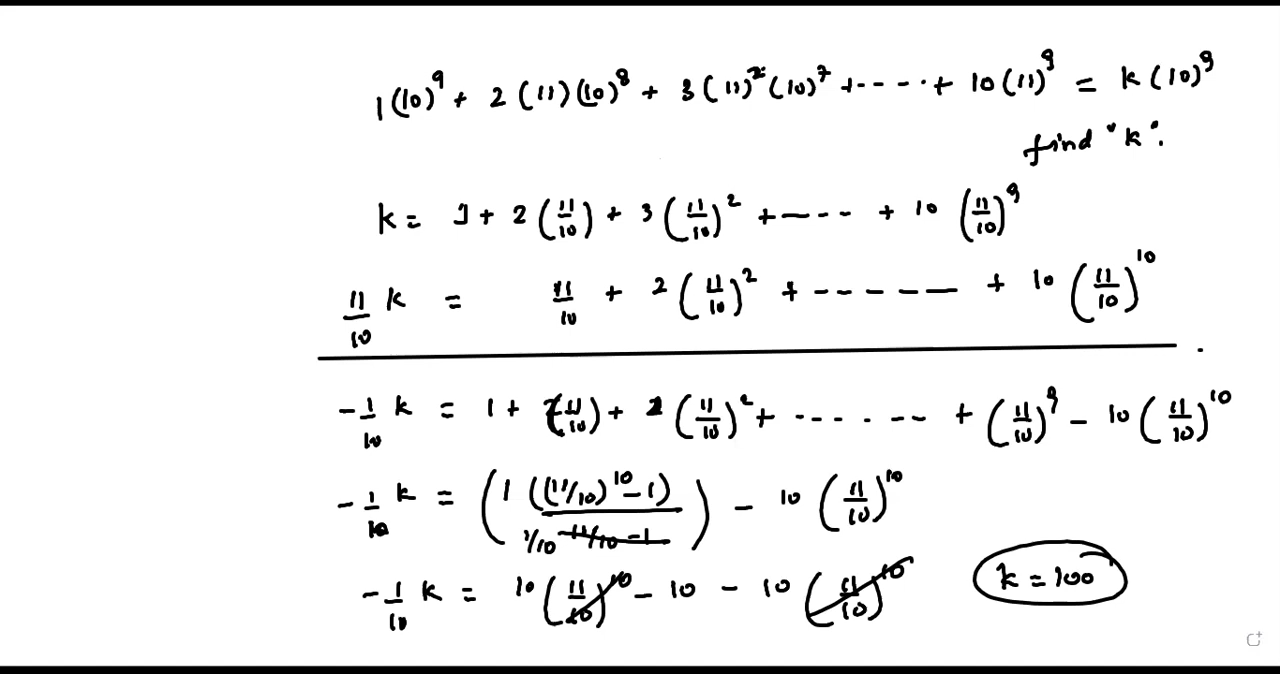 1(10)^9 + 2(11)(10)^8 + 3(11)^2(10)^7 + ---- + 10(11)^9 = k(10)^9
find "k".
k = 1 + 2(11/10) + 3(11/10)^2 + ---- + 10(11/10)^9
11/10 k = 11/10 + 2(11/10)^2 + ------ + 10(11/10)^10
-1/10 k = 1 + (11/10) + (11/10)^2 + ------ + (11/10)^9 - 10(11/10)^10
-1/10 k = (1((11/10)^10 - 1) / 1/10 11/10 - 1) - 10(11/10)^10
-1/10 k = 10(11/10)^10 - 10 - 10(11/10)^10
k = 100